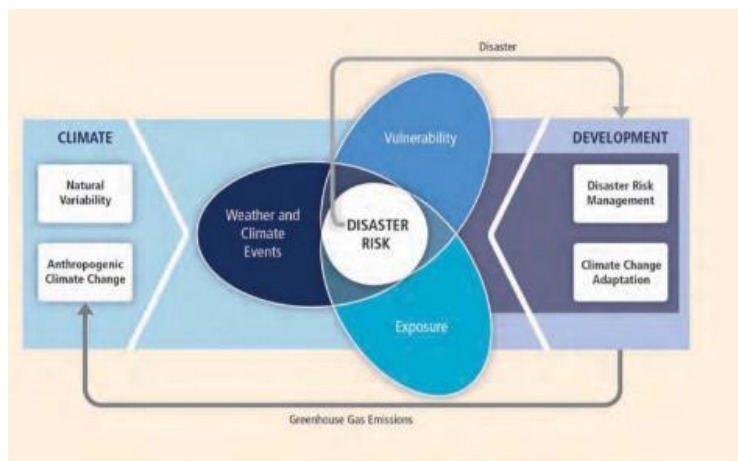 Disaster
CLIMATE
Natural
Variability
Anthropogenic
Climate Change
Vulnerability
Weather and
Climate
Events
DISASTER
RISK
Exposure
DEVELOPMENT
Disaster Risk
Management
Climate Change
Adaptation
Greenhouse Gas Emissions